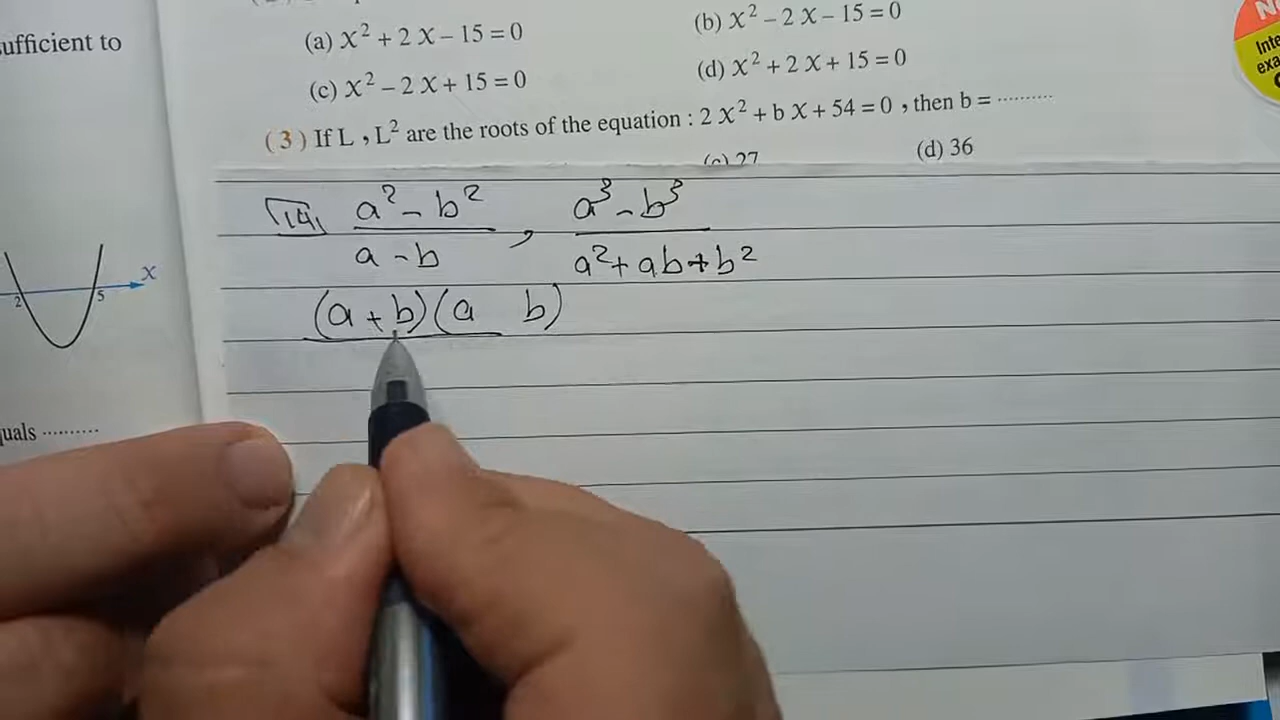 sufficient to
(a) X² + 2 X – 15 = 0
(b) X² – 2 X – 15 = 0
(c) X² – 2 X + 15 = 0
(d) X² + 2 X + 15 = 0
(3) If L , L² are the roots of the equation : 2 X² + b X + 54 = 0 , then b = ··········
(c) 27
(d) 36
14 (a² - b²)/(a - b) , (a³ - b³)/(a² + ab + b²)
(a + b)(a b)
X
2
5
uals ··········